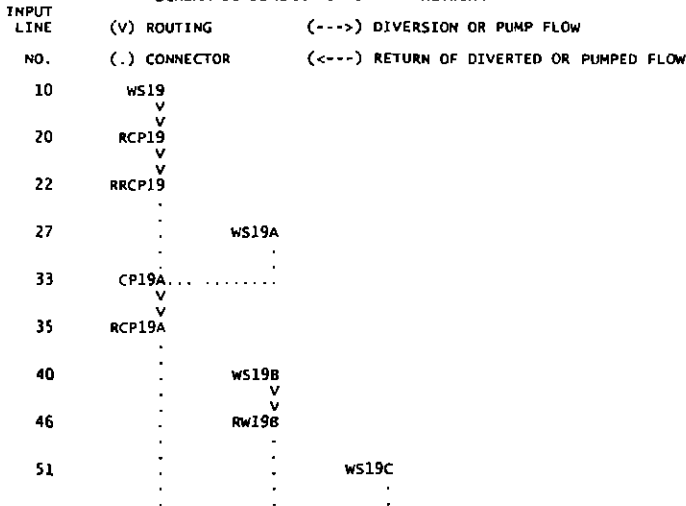 INPUT
LINE (V) ROUTING (--->) DIVERSION OR PUMP FLOW
NO. (.) CONNECTOR (<---) RETURN OF DIVERTED OR PUMPED FLOW
10 WS19
V
V
20 RCP19
V
V
22 RRCP19
.
.
27 . WS19A
. .
. .
33 CP19A... .........
V
V
35 RCP19A
.
.
40 . WS19B
. V
. V
46 . RW19B
. .
. .
51 . . WS19C
. . .
. . .